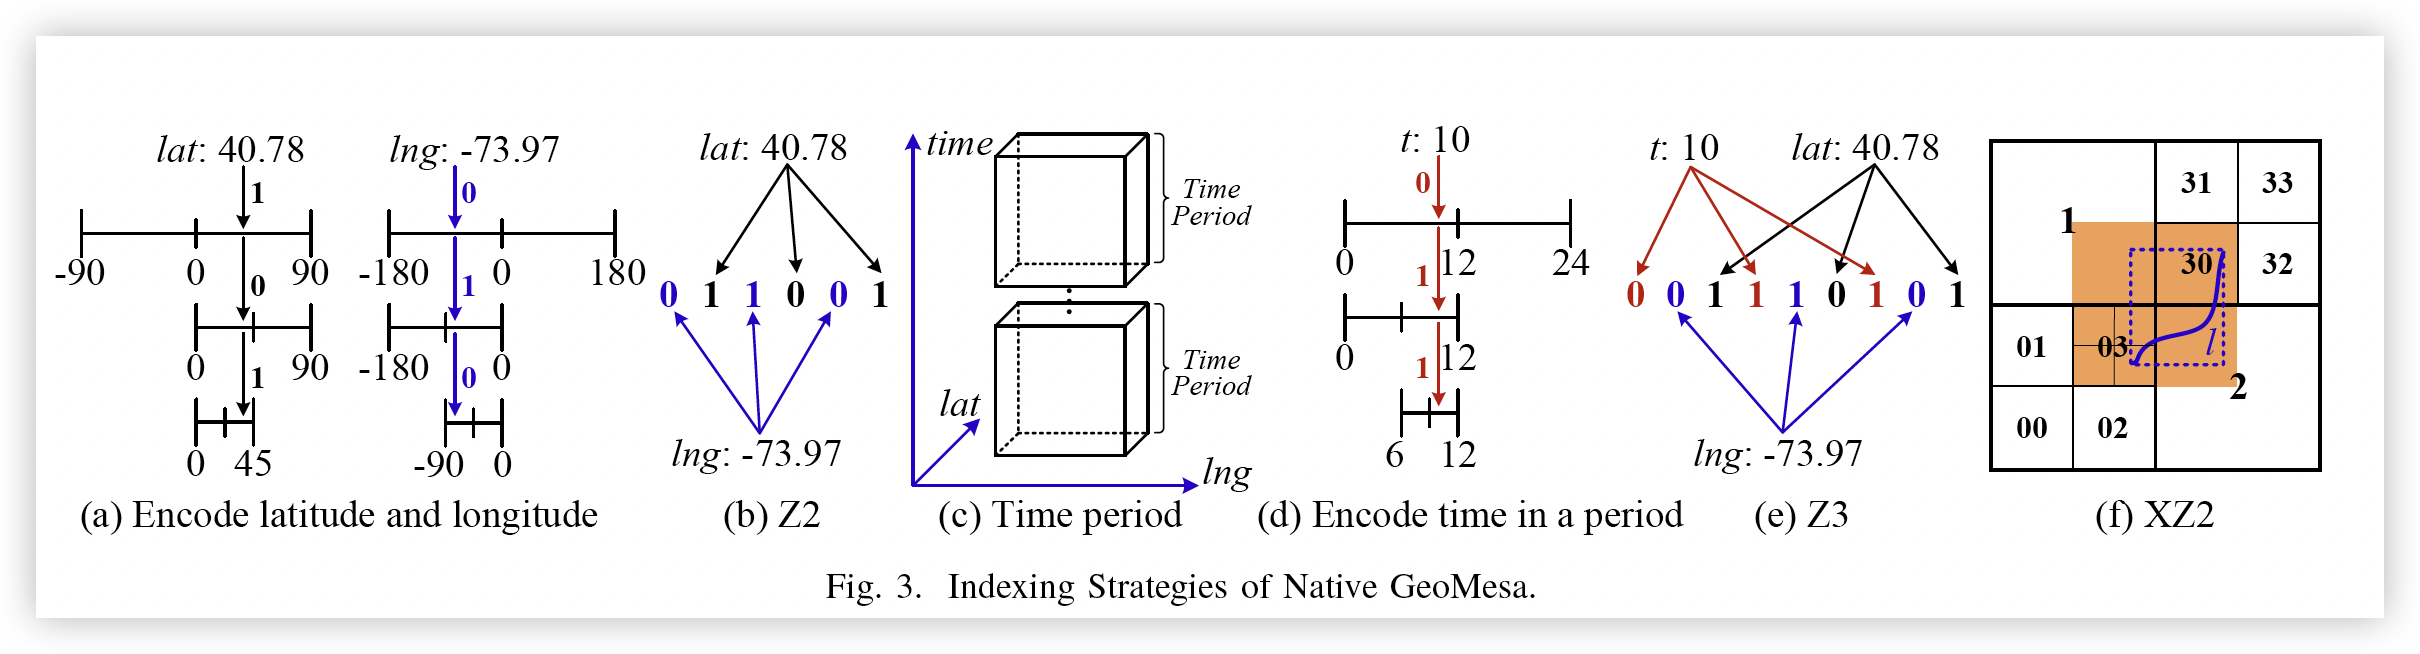 lat: 40.78
1
-90 0 90
0
0 90
1
0 45
lng: -73.97
0
-180 0 180
1
-180 0
0
-90 0
(a) Encode latitude and longitude
lat: 40.78
0 1 1 0 0 1
lng: -73.97
(b) Z2
time
Time
Period
Time
Period
lat
lng
(c) Time period
t: 10
0
0 12 24
1
0 12
1
6 12
(d) Encode time in a period
t: 10 lat: 40.78
0 0 1 1 1 0 1 0 1
lng: -73.97
(e) Z3
31 33
1
30 32
01 03 l
2
00 02
(f) XZ2
Fig. 3. Indexing Strategies of Native GeoMesa.